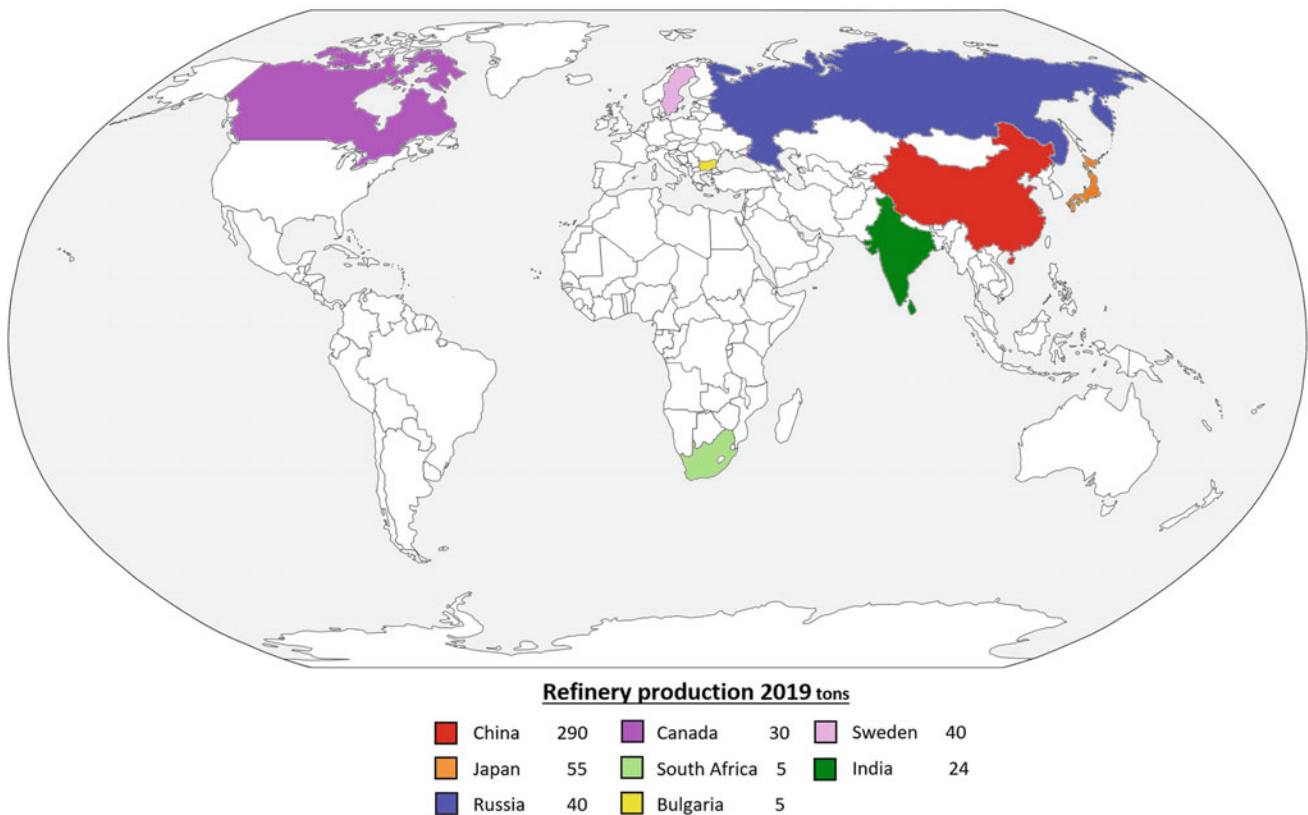 Refinery production 2019 tons
China 290 Canada 30 Sweden 40
Japan 55 South Africa 5 India 24
Russia 40 Bulgaria 5